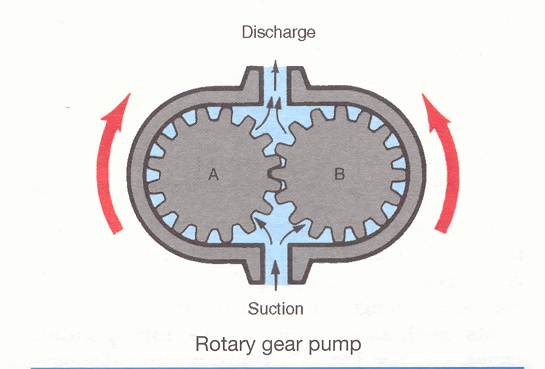 Discharge
A
B
Suction
Rotary gear pump